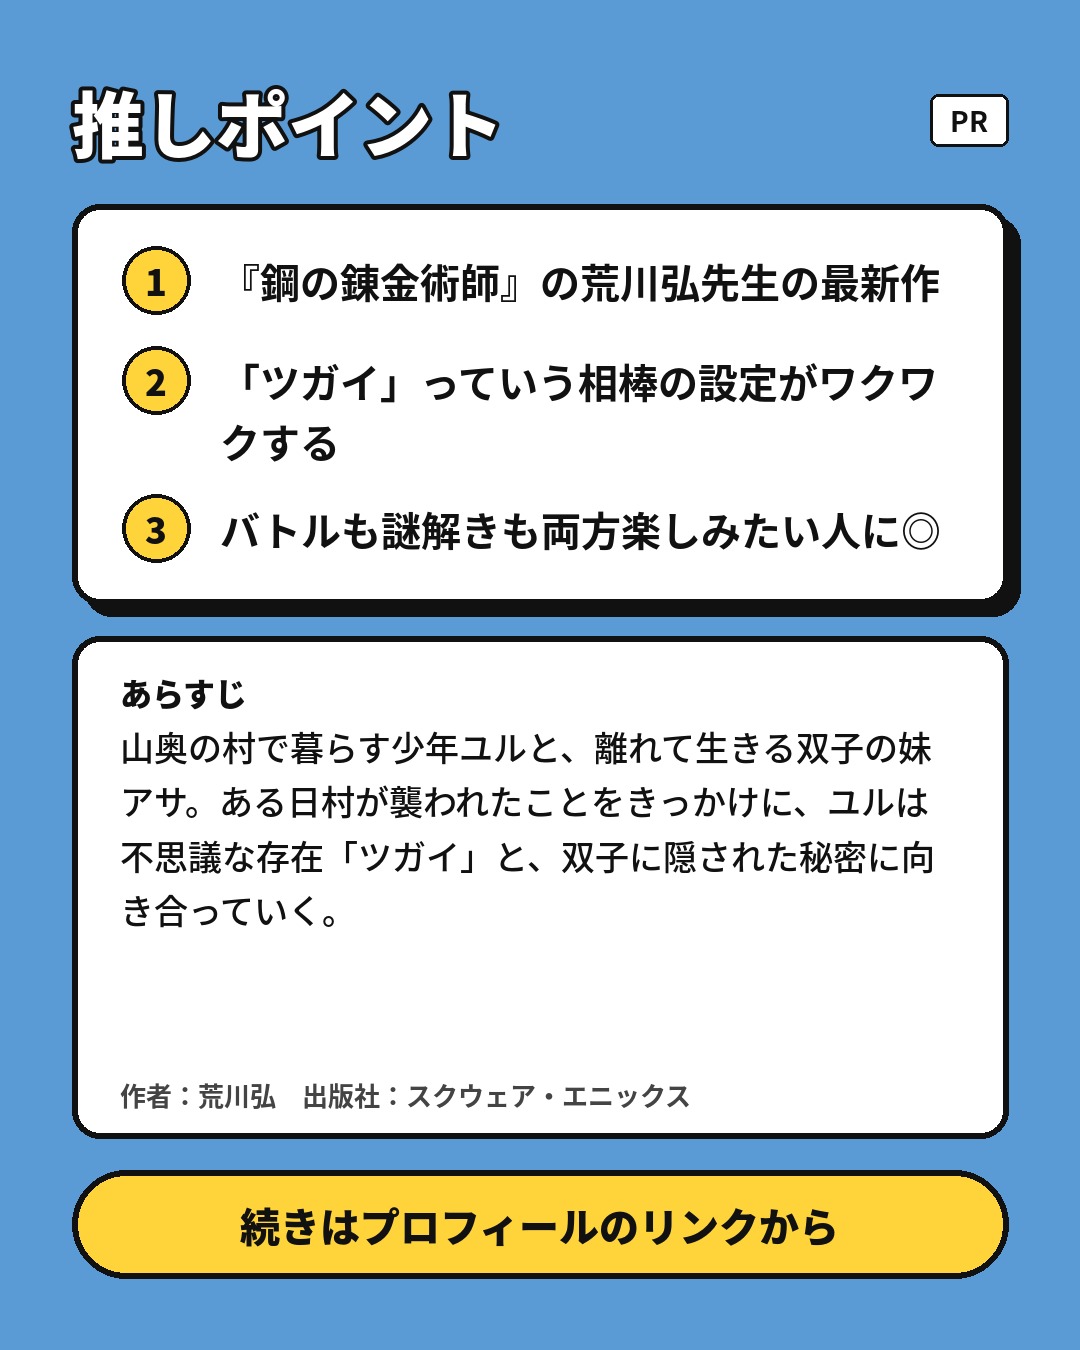 推しポイント
PR
1 『鋼の錬金術師』の荒川弘先生の最新作
2 「ツガイ」っていう相棒の設定がワクワ
クする
3 バトルも謎解きも両方楽しみたい人に◎
あらすじ
山奥の村で暮らす少年ユルと、離れて生きる双子の妹
アサ。ある日村が襲われたことをきっかけに、ユルは
不思議な存在「ツガイ」と、双子に隠された秘密に向
き合っていく。
作者：荒川弘　出版社：スクウェア・エニックス
続きはプロフィールのリンクから